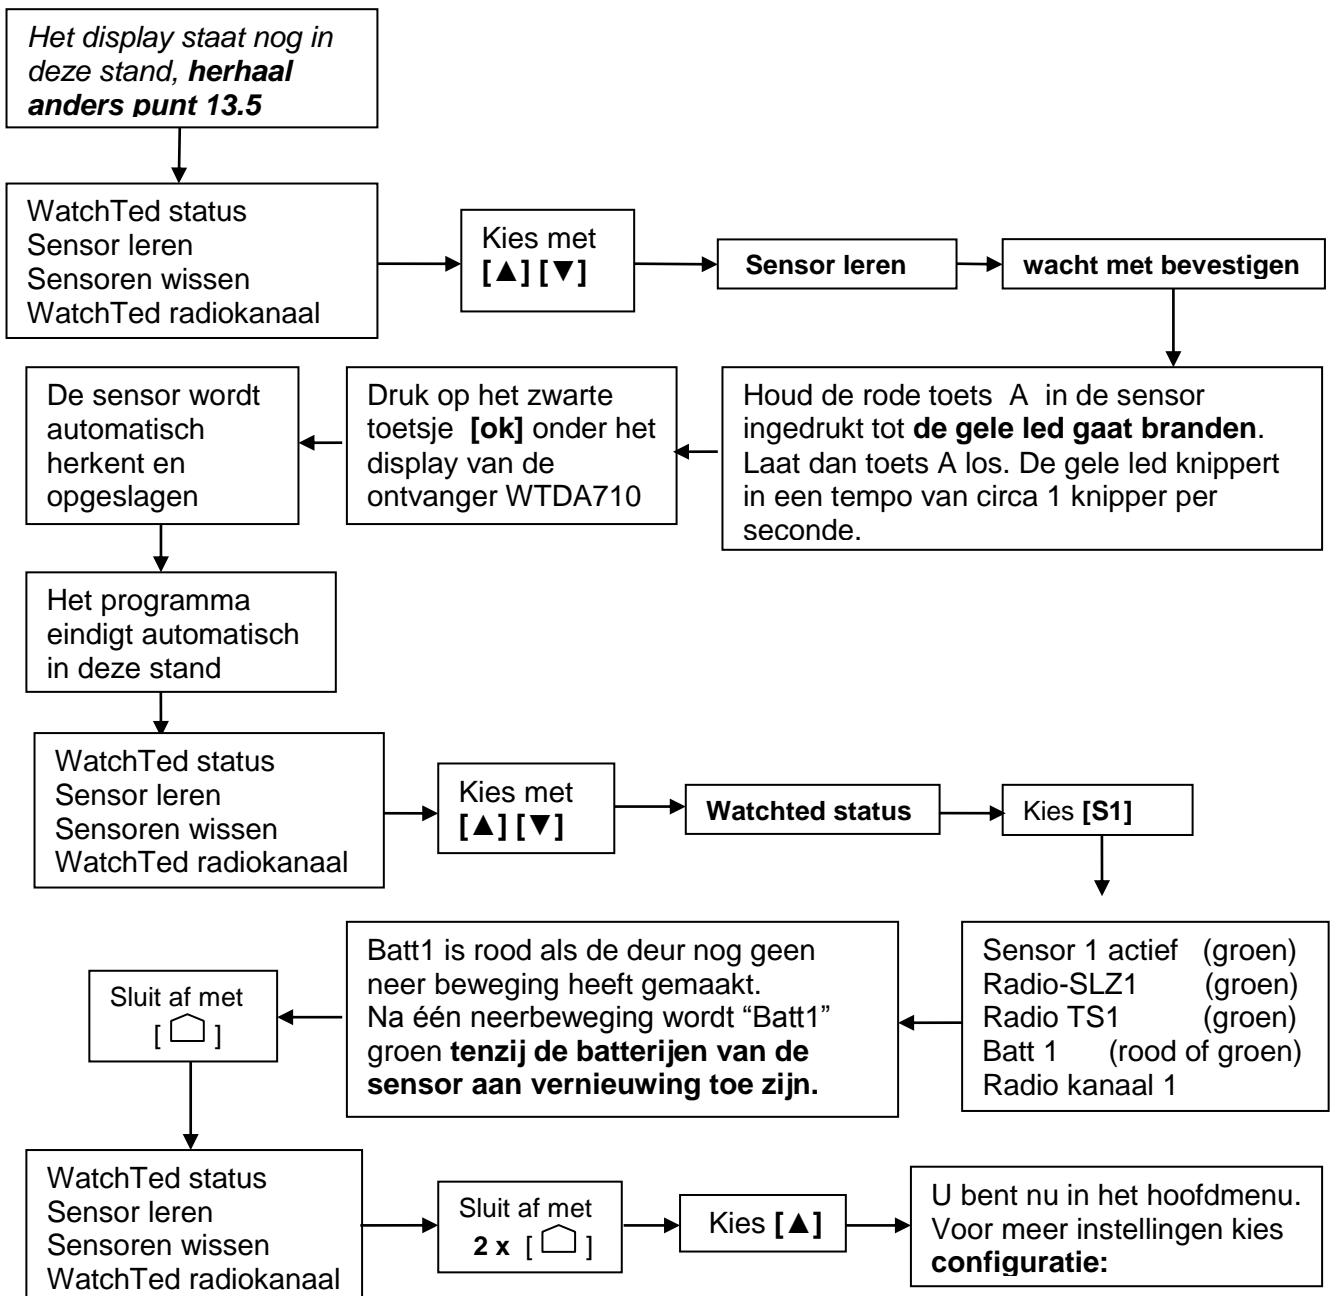 Het display staat nog in
deze stand, herhaal
anders punt 13.5
WatchTed status
Sensor leren
Sensoren wissen
WatchTed radiokanaal
Kies met
[▲] [▼]
Sensor leren
wacht met bevestigen
Houd de rode toets A in de sensor
ingedrukt tot de gele led gaat branden.
Laat dan toets A los. De gele led knippert
in een tempo van circa 1 knipper per
seconde.
Druk op het zwarte
toetsje [ok] onder het
display van de
ontvanger WTDA710
De sensor wordt
automatisch
herkent en
opgeslagen
Het programma
eindigt automatisch
in deze stand
WatchTed status
Sensor leren
Sensoren wissen
WatchTed radiokanaal
Kies met
[▲] [▼]
Watchted status
Kies [S1]
Sensor 1 actief (groen)
Radio-SLZ1 (groen)
Radio TS1 (groen)
Batt 1 (rood of groen)
Radio kanaal 1
Batt1 is rood als de deur nog geen
neer beweging heeft gemaakt.
Na één neerbeweging wordt “Batt1”
groen tenzij de batterijen van de
sensor aan vernieuwing toe zijn.
Sluit af met
[ ]
WatchTed status
Sensor leren
Sensoren wissen
WatchTed radiokanaal
Sluit af met
2 x [ ]
Kies [▲]
U bent nu in het hoofdmenu.
Voor meer instellingen kies
configuratie: